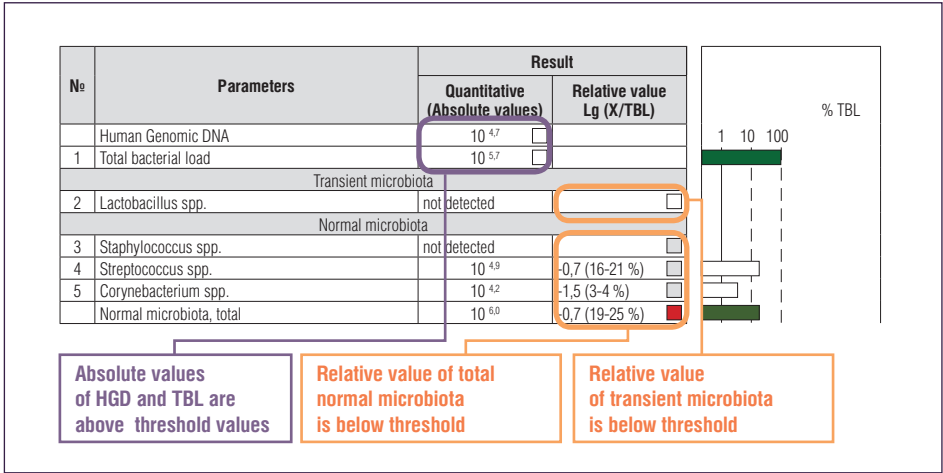 Result
№ Parameters Quantitative (Absolute values) Relative value Lg (X/TBL)
% TBL
Human Genomic DNA 10 4,7
1 10 100
1 Total bacterial load 10 5,7
Transient microbiota
2 Lactobacillus spp. not detected
Normal microbiota
3 Staphylococcus spp. not detected
4 Streptococcus spp. 10 4,9 -0,7 (16-21 %)
5 Corynebacterium spp. 10 4,2 -1,5 (3-4 %)
Normal microbiota, total 10 6,0 -0,7 (19-25 %)
Absolute values
of HGD and TBL are
above threshold values
Relative value of total
normal microbiota
is below threshold
Relative value
of transient microbiota
is below threshold